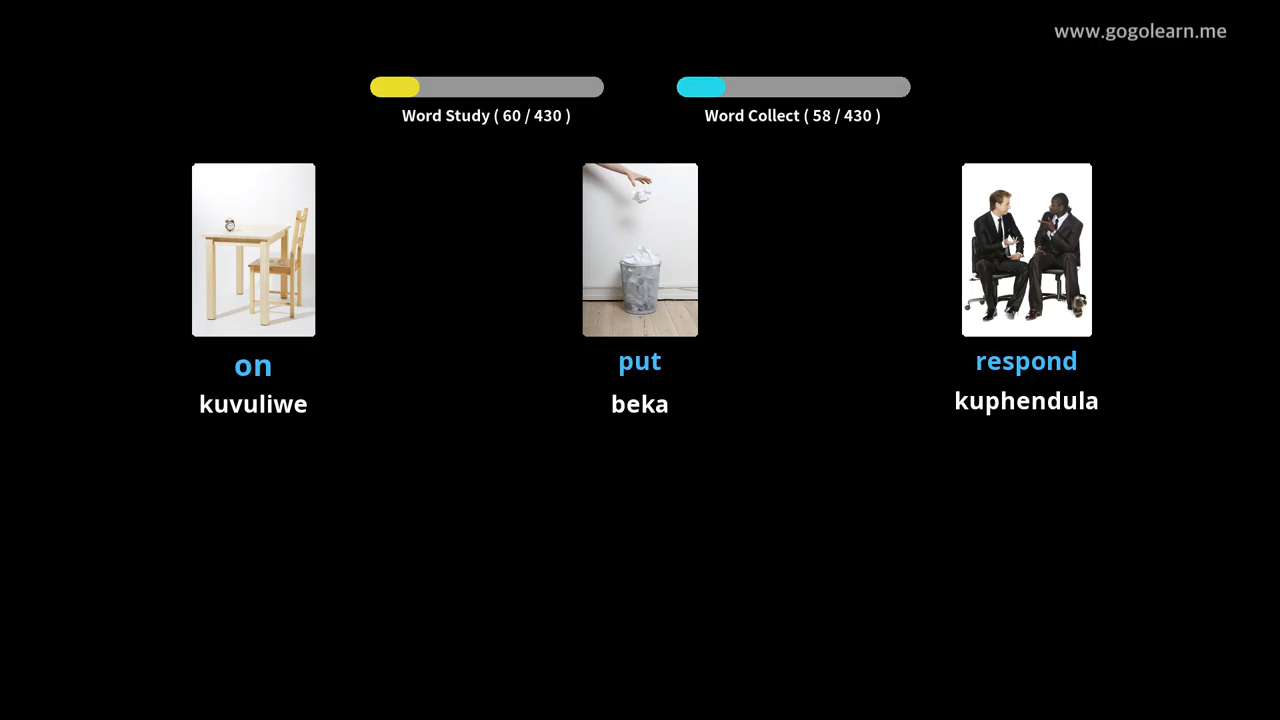 www.gogolearn.me
Word Study ( 60 / 430 )
Word Collect ( 58 / 430 )
on
kuvuliwe
put
beka
respond
kuphendula